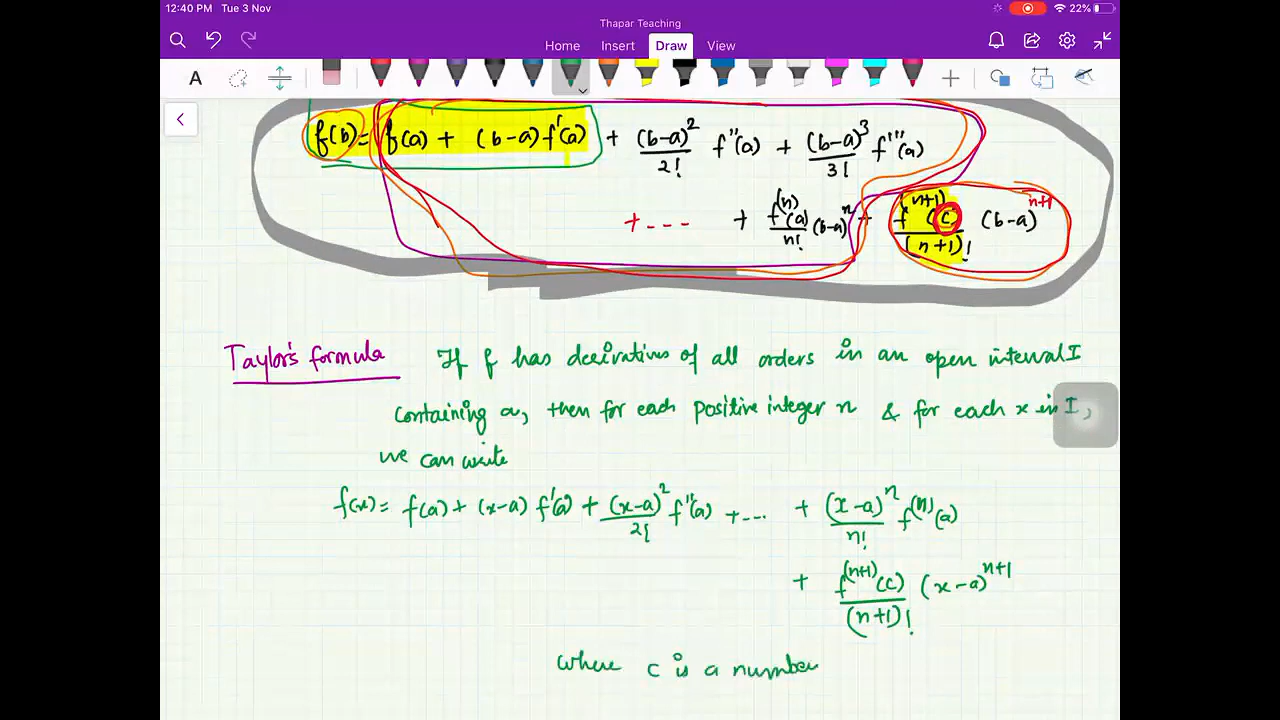 12:40 PM Tue 3 Nov
22%
Thapar Teaching
Home Insert Draw View
A
f(b) = f(a) + (b-a) f'(a) + (b-a)²/2! f''(a) + (b-a)³/3! f'''(a)
+ --- + f⁽ⁿ⁾(a)/n! (b-a)ⁿ + f⁽ⁿ⁺¹⁾(c)/(n+1)! (b-a)ⁿ⁺¹
Taylor's formula If f has derivatives of all orders in an open interval I
containing a, then for each positive integer n & for each x in I,
we can write
f(x) = f(a) + (x-a) f'(a) + (x-a)²/2! f''(a) + --- + (x-a)ⁿ/n! f⁽ⁿ⁾(a)
+ f⁽ⁿ⁺¹⁾(c)/(n+1)! (x-a)ⁿ⁺¹
where c is a number